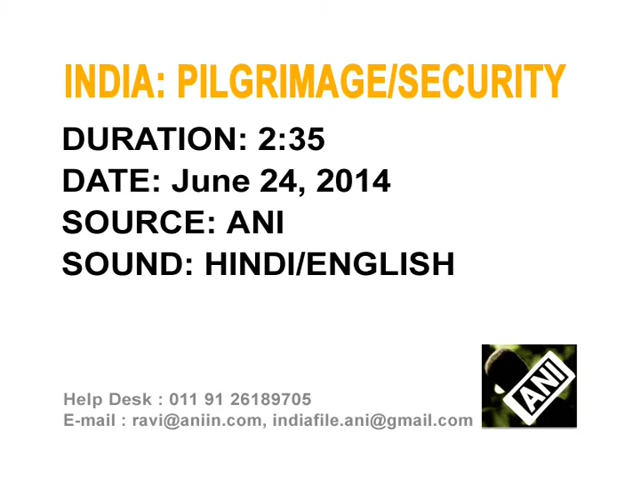 INDIA: PILGRIMAGE/SECURITY
DURATION: 2:35
DATE: June 24, 2014
SOURCE: ANI
SOUND: HINDI/ENGLISH
Help Desk : 011 91 26189705
E-mail : ravi@aniin.com, indiafile.ani@gmail.com
ANI